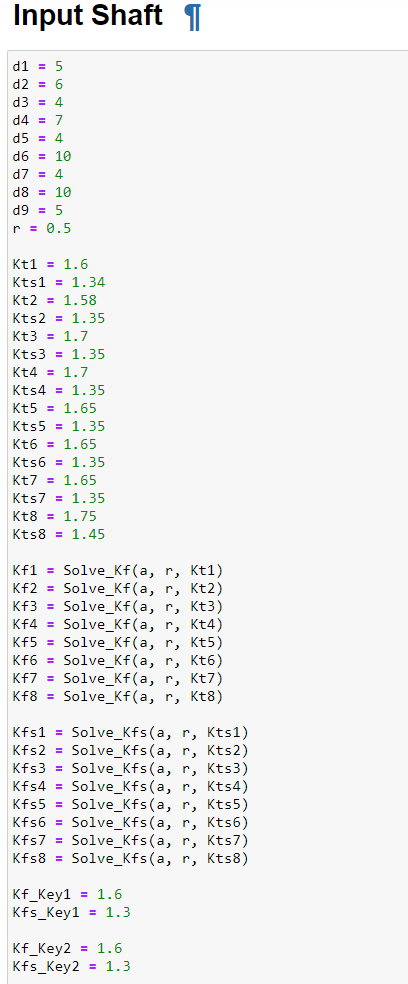 Input Shaft ¶
d1 = 5
d2 = 6
d3 = 4
d4 = 7
d5 = 4
d6 = 10
d7 = 4
d8 = 10
d9 = 5
r = 0.5
Kt1 = 1.6
Kts1 = 1.34
Kt2 = 1.58
Kts2 = 1.35
Kt3 = 1.7
Kts3 = 1.35
Kt4 = 1.7
Kts4 = 1.35
Kt5 = 1.65
Kts5 = 1.35
Kt6 = 1.65
Kts6 = 1.35
Kt7 = 1.65
Kts7 = 1.35
Kt8 = 1.75
Kts8 = 1.45
Kf1 = Solve_Kf(a, r, Kt1)
Kf2 = Solve_Kf(a, r, Kt2)
Kf3 = Solve_Kf(a, r, Kt3)
Kf4 = Solve_Kf(a, r, Kt4)
Kf5 = Solve_Kf(a, r, Kt5)
Kf6 = Solve_Kf(a, r, Kt6)
Kf7 = Solve_Kf(a, r, Kt7)
Kf8 = Solve_Kf(a, r, Kt8)
Kfs1 = Solve_Kfs(a, r, Kts1)
Kfs2 = Solve_Kfs(a, r, Kts2)
Kfs3 = Solve_Kfs(a, r, Kts3)
Kfs4 = Solve_Kfs(a, r, Kts4)
Kfs5 = Solve_Kfs(a, r, Kts5)
Kfs6 = Solve_Kfs(a, r, Kts6)
Kfs7 = Solve_Kfs(a, r, Kts7)
Kfs8 = Solve_Kfs(a, r, Kts8)
Kf_Key1 = 1.6
Kfs_Key1 = 1.3
Kf_Key2 = 1.6
Kfs_Key2 = 1.3